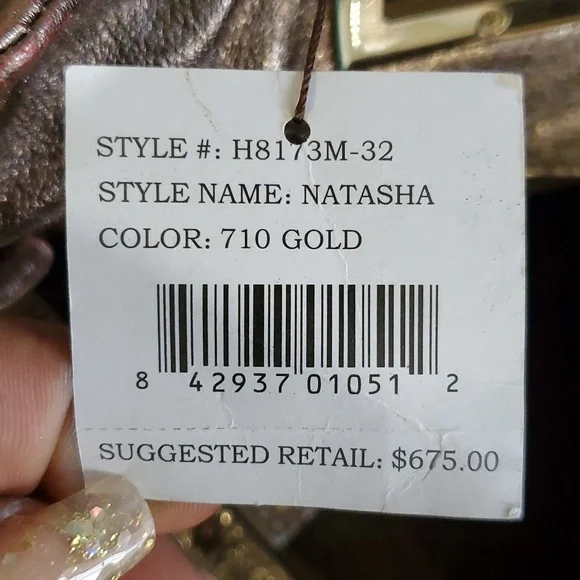 STYLE #: H8173M-32
STYLE NAME: NATASHA
COLOR: 710 GOLD
8 42937 01051 2
SUGGESTED RETAIL: $675.00